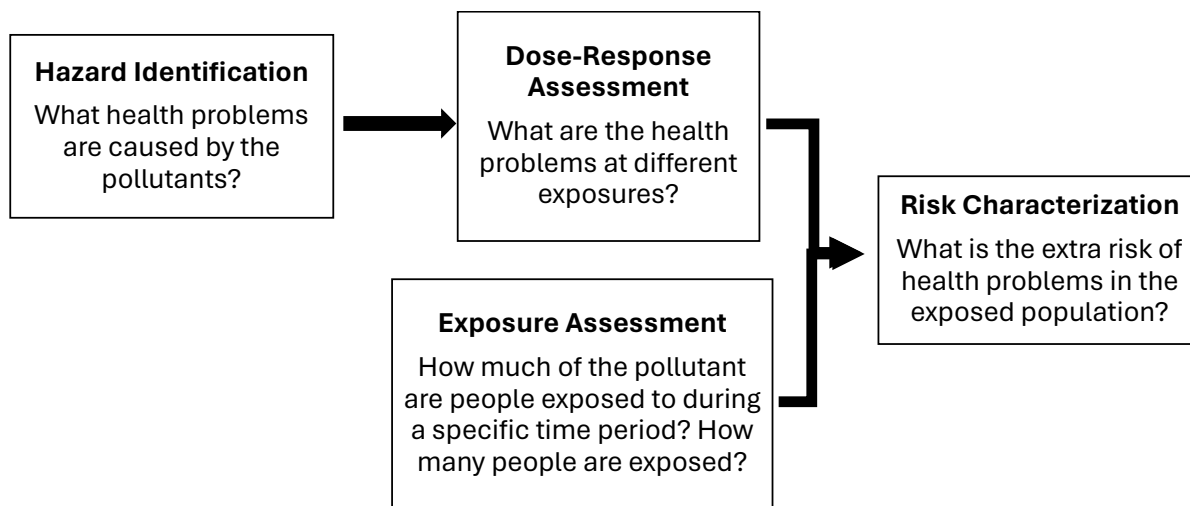 Hazard Identification
What health problems
are caused by the
pollutants?
Dose-Response
Assessment
What are the health
problems at different
exposures?
Exposure Assessment
How much of the pollutant
are people exposed to during
a specific time period? How
many people are exposed?
Risk Characterization
What is the extra risk of
health problems in the
exposed population?